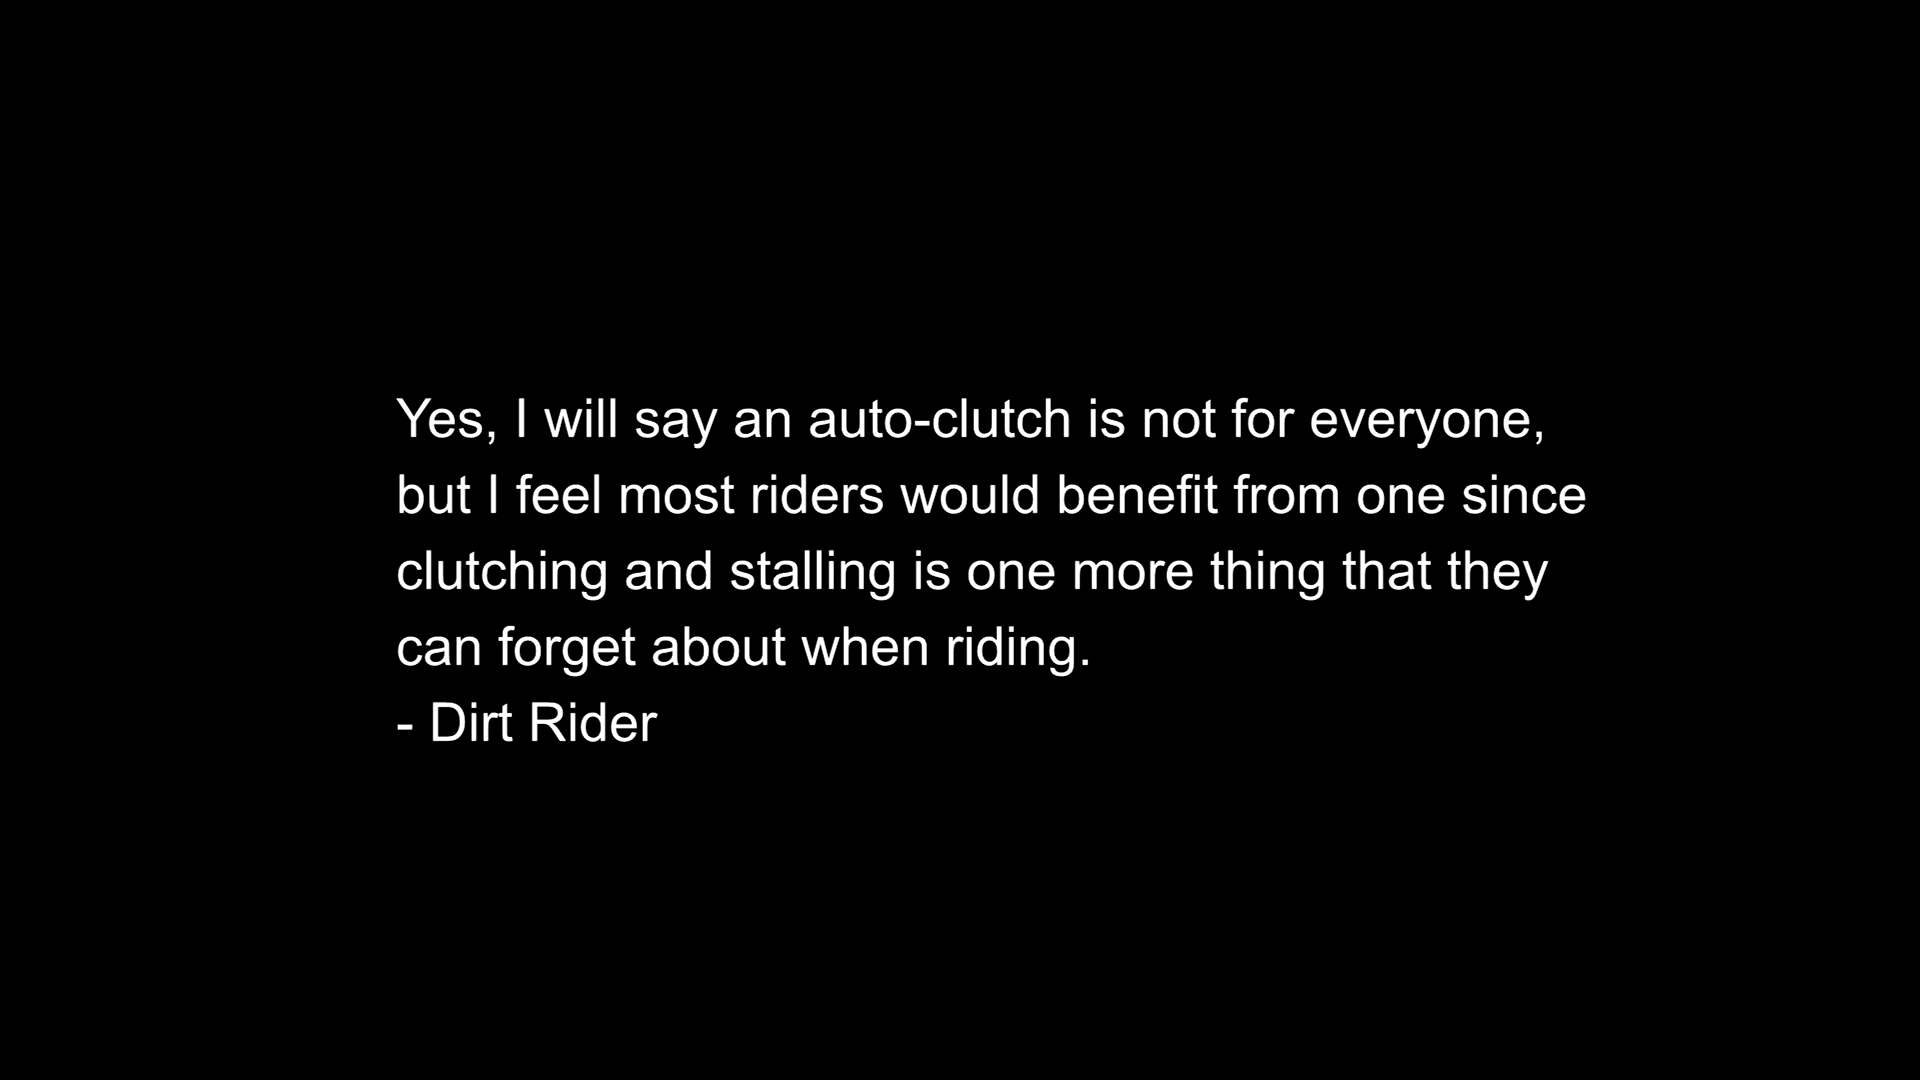 Yes, I will say an auto-clutch is not for everyone,
but I feel most riders would benefit from one since
clutching and stalling is one more thing that they
can forget about when riding.
- Dirt Rider